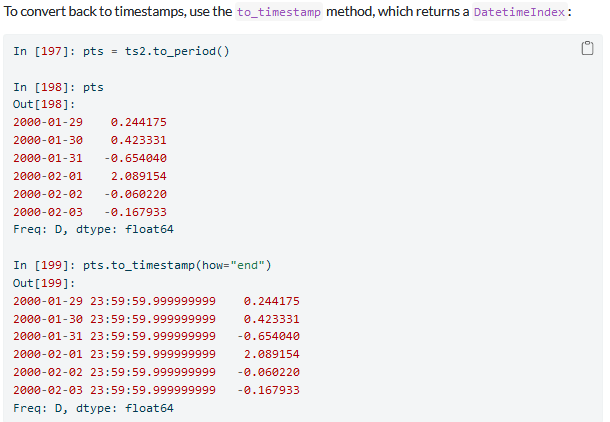 To convert back to timestamps, use the to_timestamp method, which returns a DatetimeIndex:
In [197]: pts = ts2.to_period()
In [198]: pts
Out[198]:
2000-01-29    0.244175
2000-01-30    0.423331
2000-01-31   -0.654040
2000-02-01    2.089154
2000-02-02   -0.060220
2000-02-03   -0.167933
Freq: D, dtype: float64
In [199]: pts.to_timestamp(how="end")
Out[199]:
2000-01-29 23:59:59.999999999    0.244175
2000-01-30 23:59:59.999999999    0.423331
2000-01-31 23:59:59.999999999   -0.654040
2000-02-01 23:59:59.999999999    2.089154
2000-02-02 23:59:59.999999999   -0.060220
2000-02-03 23:59:59.999999999   -0.167933
Freq: D, dtype: float64